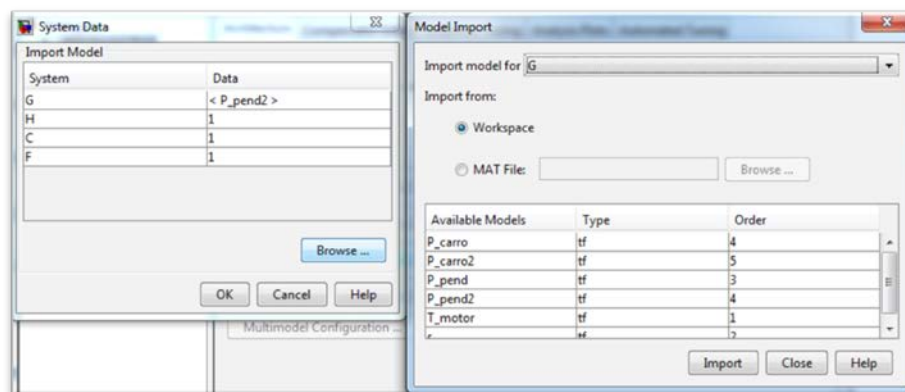 System Data
Import Model
System Data
G < P_pend2 >
H 1
C 1
F 1
Browse ...
OK Cancel Help
Multimodel Configuration ...
Model Import
Import model for G
Import from:
Workspace
MAT File: Browse ...
Available Models Type Order
P_carro tf 4
P_carro2 tf 5
P_pend tf 3
P_pend2 tf 4
T_motor tf 1
tf
Import Close Help